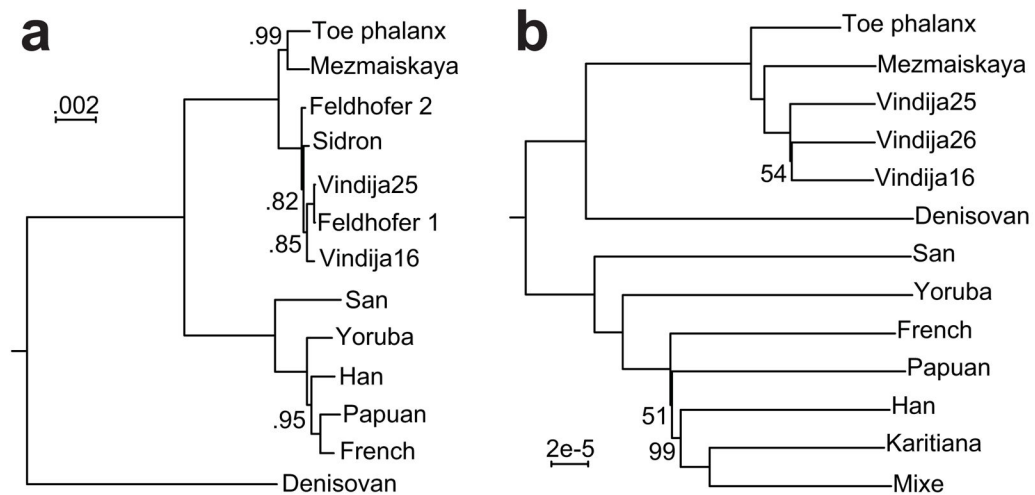 a
.99
Toe phalanx
Mezmaiskaya
.002
Feldhofer 2
Sidron
Vindija25
.82
Feldhofer 1
.85
Vindija16
San
Yoruba
Han
.95
Papuan
French
Denisovan
b
Toe phalanx
Mezmaiskaya
Vindija25
Vindija26
54
Vindija16
Denisovan
San
Yoruba
French
Papuan
51
Han
99
2e-5
Karitiana
Mixe